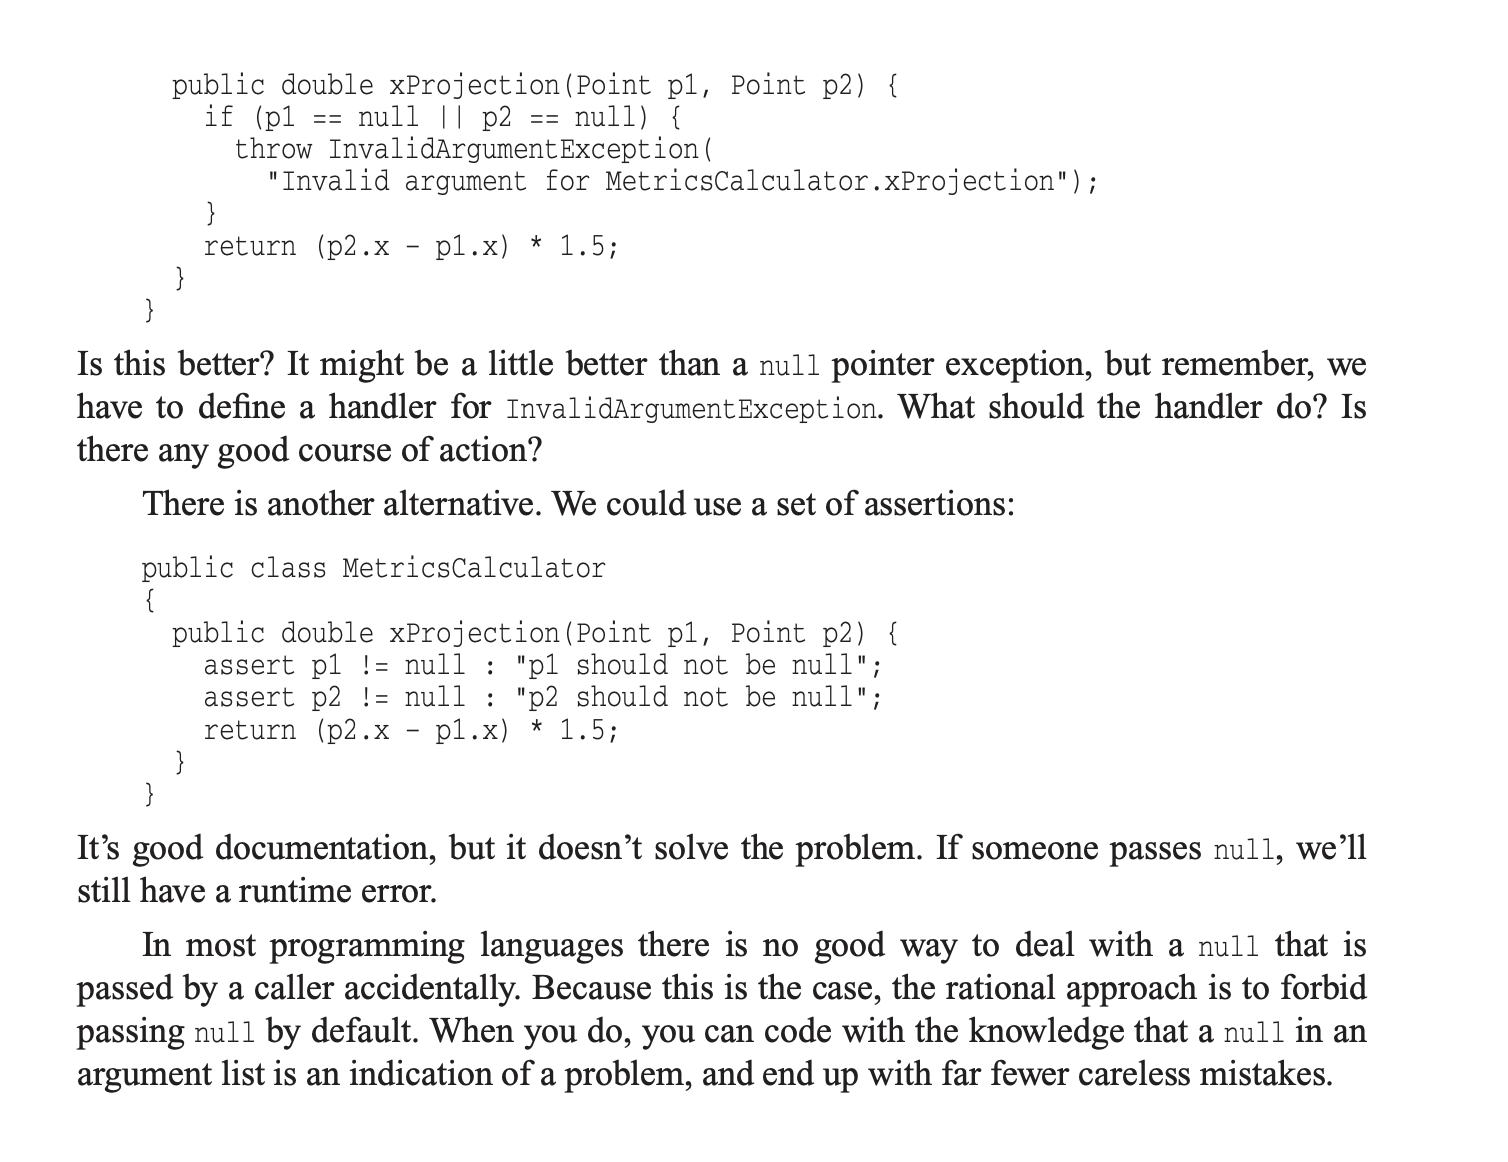 public double xProjection(Point p1, Point p2) {
if (p1 == null || p2 == null) {
throw InvalidArgumentException(
"Invalid argument for MetricsCalculator.xProjection");
}
return (p2.x – p1.x) * 1.5;
}
}
Is this better? It might be a little better than a null pointer exception, but remember, we
have to define a handler for InvalidArgumentException. What should the handler do? Is
there any good course of action?
There is another alternative. We could use a set of assertions:
public class MetricsCalculator
{
public double xProjection(Point p1, Point p2) {
assert p1 != null : "p1 should not be null";
assert p2 != null : "p2 should not be null";
return (p2.x – p1.x) * 1.5;
}
}
It’s good documentation, but it doesn’t solve the problem. If someone passes null, we’ll
still have a runtime error.
In most programming languages there is no good way to deal with a null that is
passed by a caller accidentally. Because this is the case, the rational approach is to forbid
passing null by default. When you do, you can code with the knowledge that a null in an
argument list is an indication of a problem, and end up with far fewer careless mistakes.